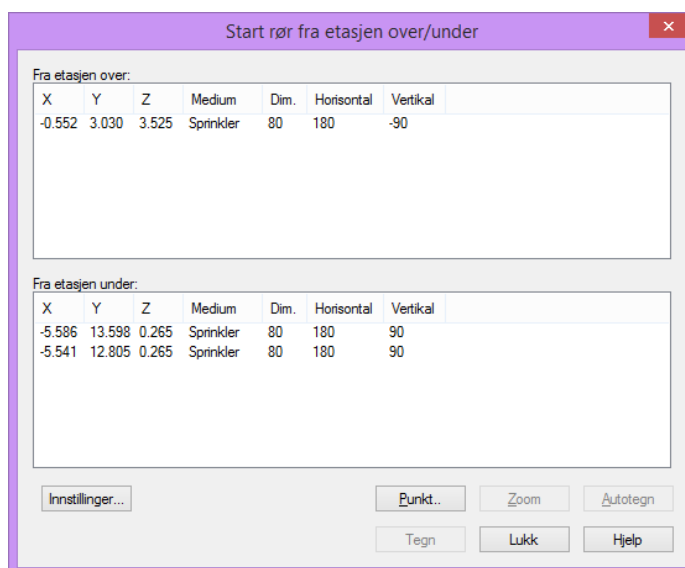 Start rør fra etasjen over/under
Fra etasjen over:
X Y Z Medium Dim. Horisontal Vertikal
-0.552 3.030 3.525 Sprinkler 80 180 -90
Fra etasjen under:
X Y Z Medium Dim. Horisontal Vertikal
-5.586 13.598 0.265 Sprinkler 80 180 90
-5.541 12.805 0.265 Sprinkler 80 180 90
Innstillinger... Punkt.. Zoom Autotegn
Tegn Lukk Hjelp